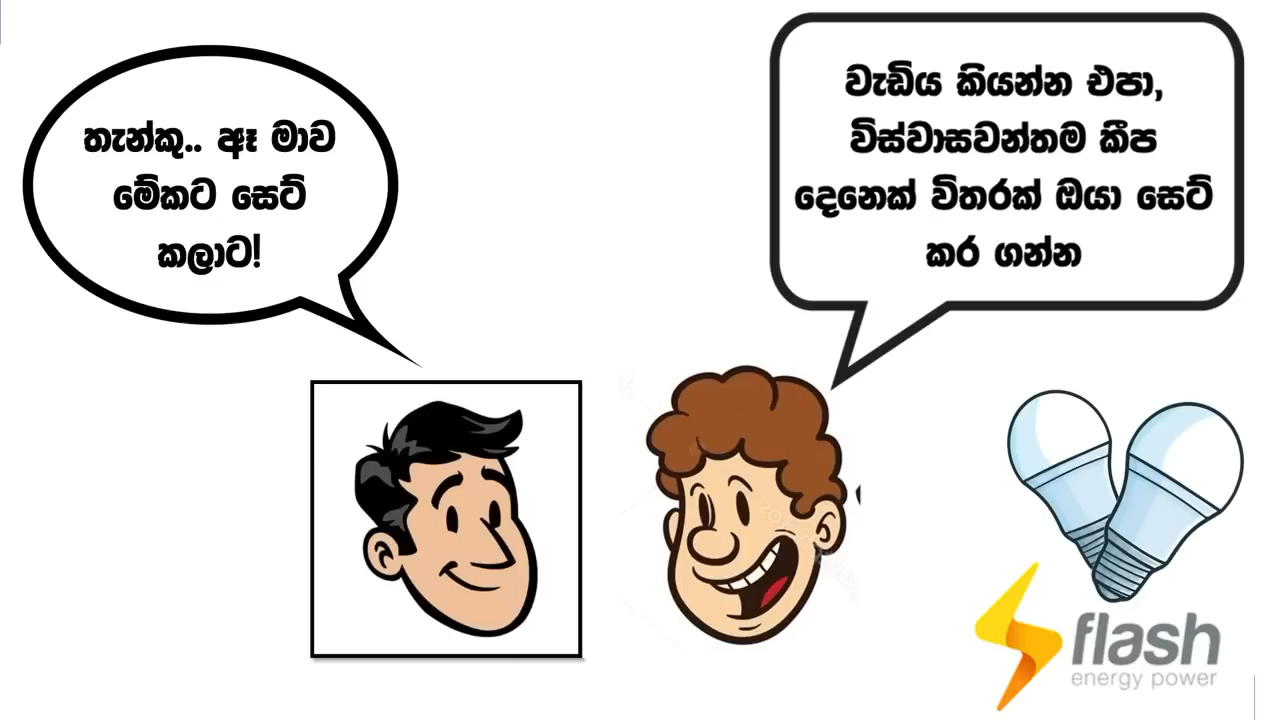 තැන්කු.. ඈ මාව
මේකට සෙට්
කලාට!
වැඩිය කියන්න එපා,
විස්වාසවන්තම කීප
දෙනෙක් විතරක් ඔයා සෙට්
කර ගන්න
flash
energy power